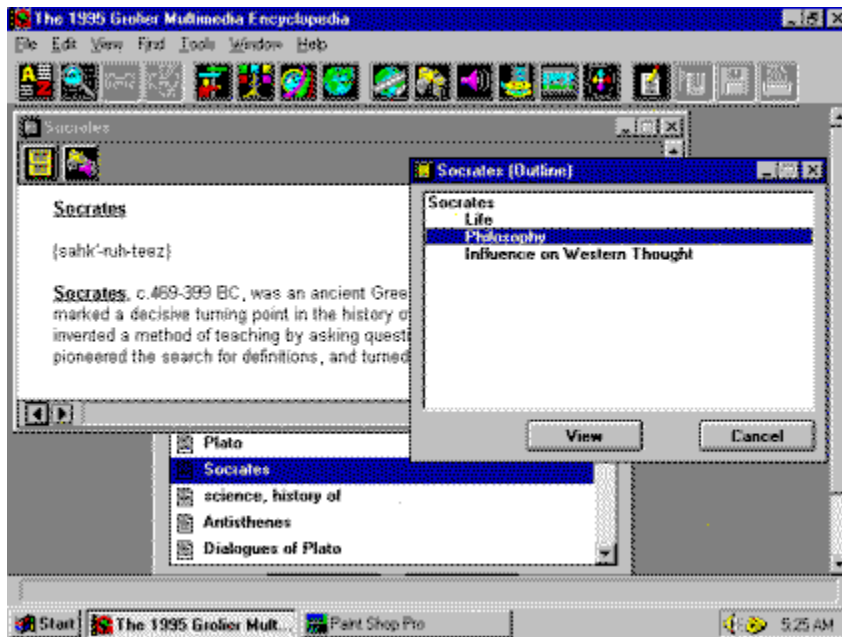 The 1995 Grolier Multimedia Encyclopedia
File Edit View Find Tools Window Help
Socrates
Socrates
{sahk'-ruh-teez}
Socrates, c.469-399 BC, was an ancient Gree
marked a decisive turning point in the history o
invented a method of teaching by asking questi
pioneered the search for definitions, and turned
Socrates (Outline)
Socrates
Life
Philosophy
Influence on Western Thought
View Cancel
Plato
Socrates
science, history of
Antisthenes
Dialogues of Plato
Start The 1995 Grolier Mult... Paint Shop Pro 5:25 AM